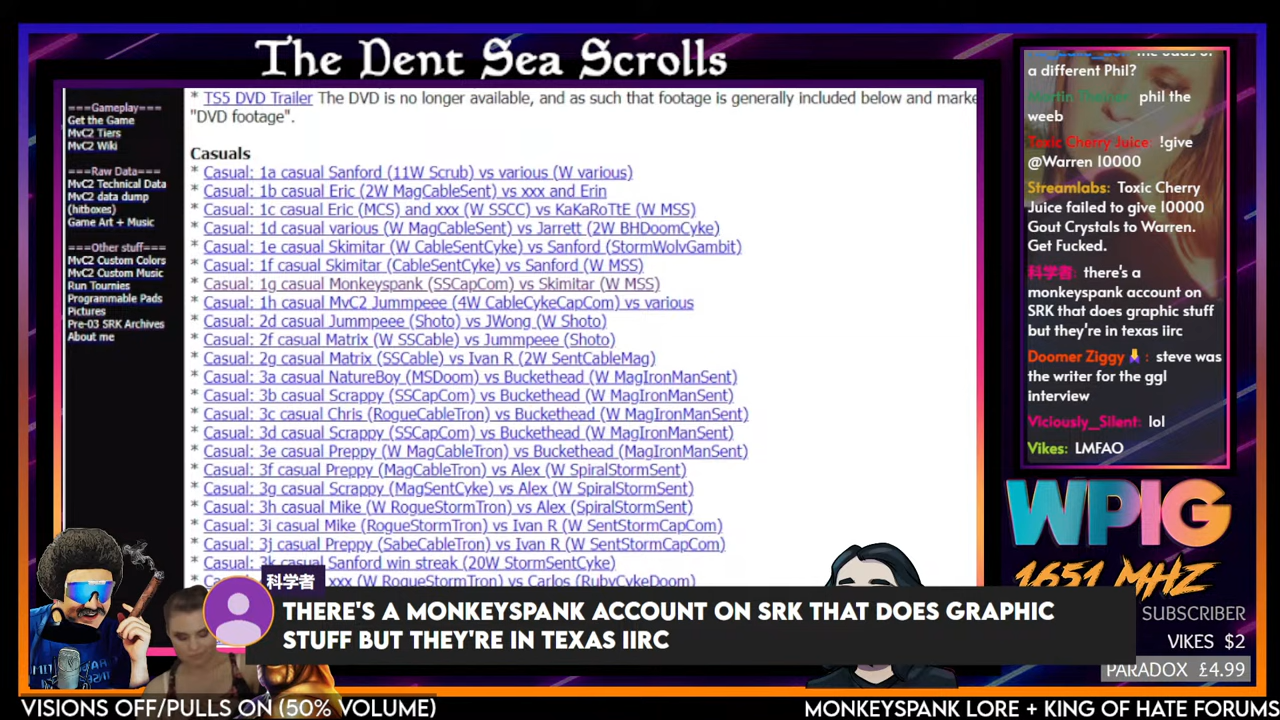 The Dent Sea Scrolls
===Gameplay===
Get the Game
MvC2 Tiers
MvC2 Wiki
===Raw Data===
MvC2 Technical Data
MvC2 data dump
(hitboxes)
Game Art + Music
===Other stuff===
MvC2 Custom Colors
MvC2 Custom Music
Run Tournies
Programmable Pads
Pictures
Pre-03 SRK Archives
About me
* TS5 DVD Trailer The DVD is no longer available, and as such that footage is generally included below and marke
"DVD footage".
Casuals
* Casual: 1a casual Sanford (11W Scrub) vs various (W various)
* Casual: 1b casual Eric (2W MagCableSent) vs xxx and Erin
* Casual: 1c casual Eric (MCS) and xxx (W SSCC) vs KaKaRoTtE (W MSS)
* Casual: 1d casual various (W MagCableSent) vs Jarrett (2W BHDoomCyke)
* Casual: 1e casual Skimitar (W CableSentCyke) vs Sanford (StormWolvGambit)
* Casual: 1f casual Skimitar (CableSentCyke) vs Sanford (W MSS)
* Casual: 1g casual Monkeyspank (SSCapCom) vs Skimitar (W MSS)
* Casual: 1h casual MvC2 Jummpeee (4W CableCykeCapCom) vs various
* Casual: 2d casual Jummpeee (Shoto) vs JWong (W Shoto)
* Casual: 2f casual Matrix (W SSCable) vs Jummpeee (Shoto)
* Casual: 2g casual Matrix (SSCable) vs Ivan R (2W SentCableMag)
* Casual: 3a casual NatureBoy (MSDoom) vs Buckethead (W MagIronManSent)
* Casual: 3b casual Scrappy (SSCapCom) vs Buckethead (W MagIronManSent)
* Casual: 3c casual Chris (RogueCableTron) vs Buckethead (W MagIronManSent)
* Casual: 3d casual Scrappy (SSCapCom) vs Buckethead (W MagIronManSent)
* Casual: 3e casual Preppy (W MagCableTron) vs Buckethead (MagIronManSent)
* Casual: 3f casual Preppy (MagCableTron) vs Alex (W SpiralStormSent)
* Casual: 3g casual Scrappy (MagSentCyke) vs Alex (W SpiralStormSent)
* Casual: 3h casual Mike (W RogueStormTron) vs Alex (SpiralStormSent)
* Casual: 3i casual Mike (RogueStormTron) vs Ivan R (W SentStormCapCom)
* Casual: 3j casual Preppy (SabeCableTron) vs Ivan R (W SentStormCapCom)
* Casual: 3k casual Sanford win streak (20W StormSentCyke)
xxx (W RogueStormTron) vs Carlos (RubyCykeDoom)
科学者
THERE'S A MONKEYSPANK ACCOUNT ON SRK THAT DOES GRAPHIC
STUFF BUT THEY'RE IN TEXAS IIRC
a different Phil?
phil the
weeb
Toxic Cherry Juice: !give
@Warren 10000
Streamlabs: Toxic Cherry
Juice failed to give 10000
Gout Crystals to Warren.
Get Fucked.
科学者: there's a
monkeyspank account on
SRK that does graphic stuff
but they're in texas iirc
Doomer Ziggy : steve was
the writer for the ggl
interview
Viciously_Silent: lol
Vikes: LMFAO
WPIG
1651 MHZ
SUBSCRIBER
VIKES $2
PARADOX £4.99
VISIONS OFF/PULLS ON (50% VOLUME)
MONKEYSPANK LORE + KING OF HATE FORUMS